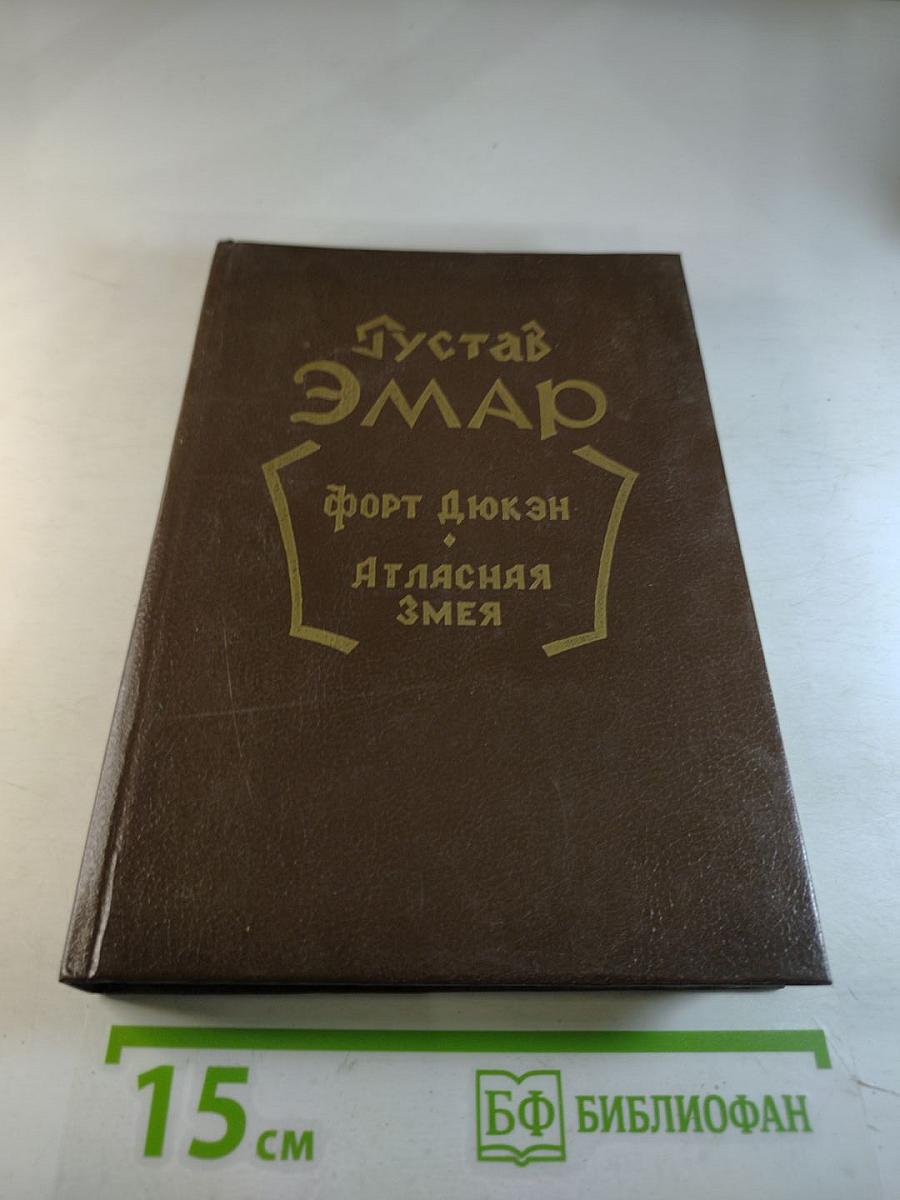 Густав
ЭМАР
Форт Дюкэн
Атласная
Змея
15 см
БФ БИБЛИОФАН